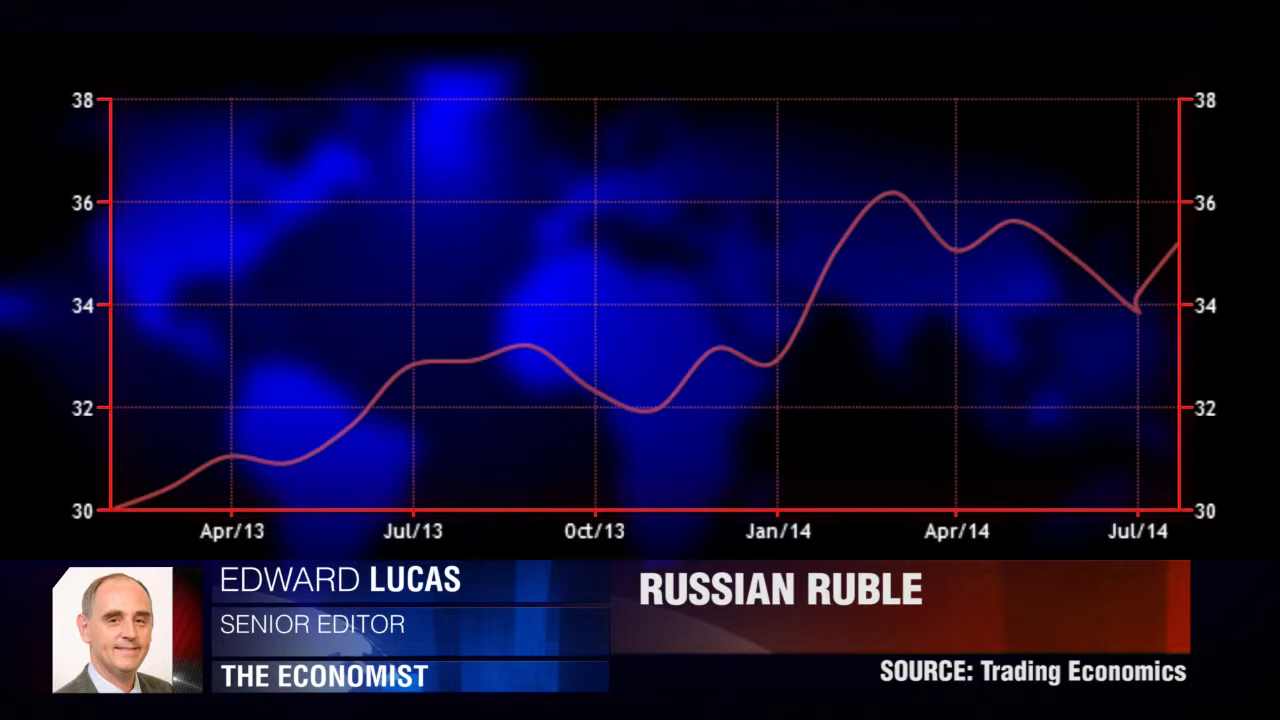 38 38
36 36
34 34
32 32
30 30
Apr/13 Jul/13 Oct/13 Jan/14 Apr/14 Jul/14
EDWARD LUCAS
SENIOR EDITOR
THE ECONOMIST
RUSSIAN RUBLE
SOURCE: Trading Economics